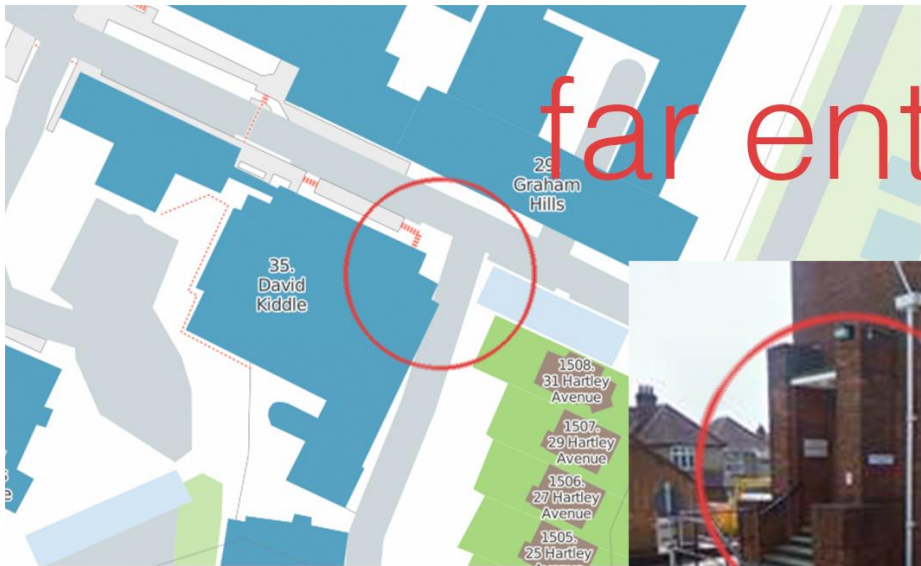 far ent
29.
Graham
Hills
35.
David
Kiddle
1508.
31 Hartley
Avenue
1507.
29 Hartley
Avenue
1506.
27 Hartley
Avenue
1505.
25 Hartley